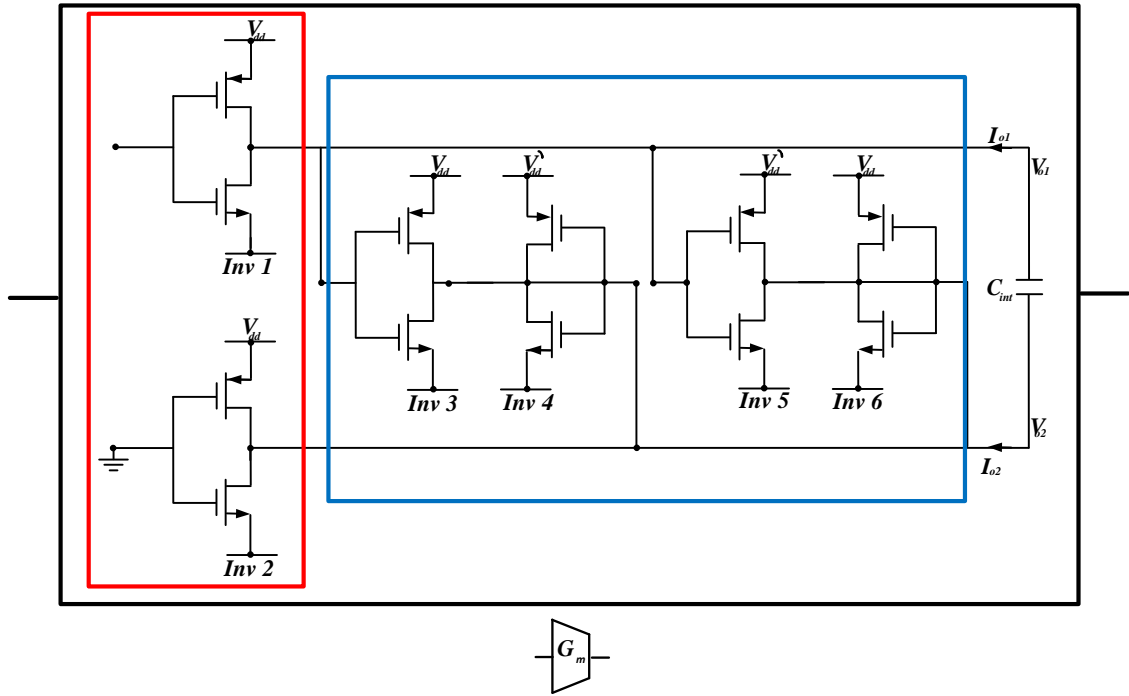 Vdd
Inv 1
Vdd
Inv 2
Vdd
V`dd
V`dd
Vdd
Inv 3
Inv 4
Inv 5
Inv 6
Io1
Vo1
Cint
Vo2
Io2
Gm